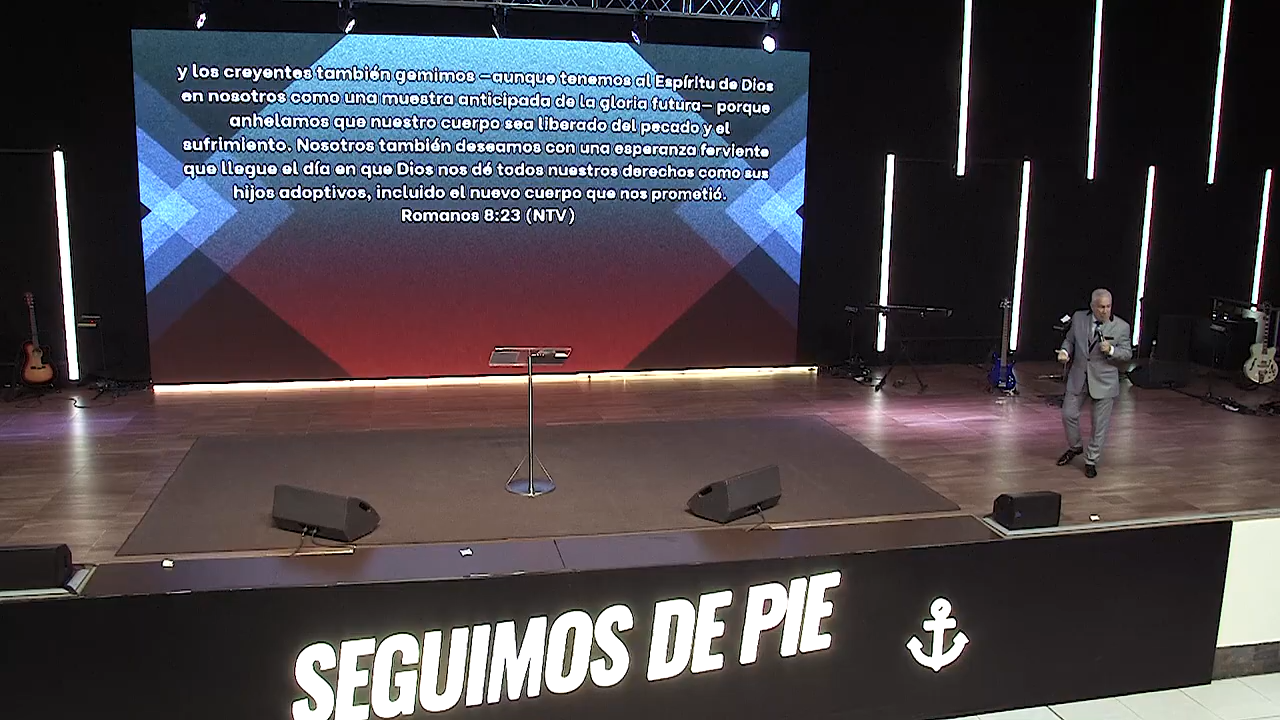 y los creyentes también gemimos –aunque tenemos al Espíritu de Dios
en nosotros como una muestra anticipada de la gloria futura– porque
anhelamos que nuestro cuerpo sea liberado del pecado y el
sufrimiento. Nosotros también deseamos con una esperanza ferviente
que llegue el día en que Dios nos dé todos nuestros derechos como sus
hijos adoptivos, incluido el nuevo cuerpo que nos prometió.
Romanos 8:23 (NTV)
SEGUIMOS DE PIE